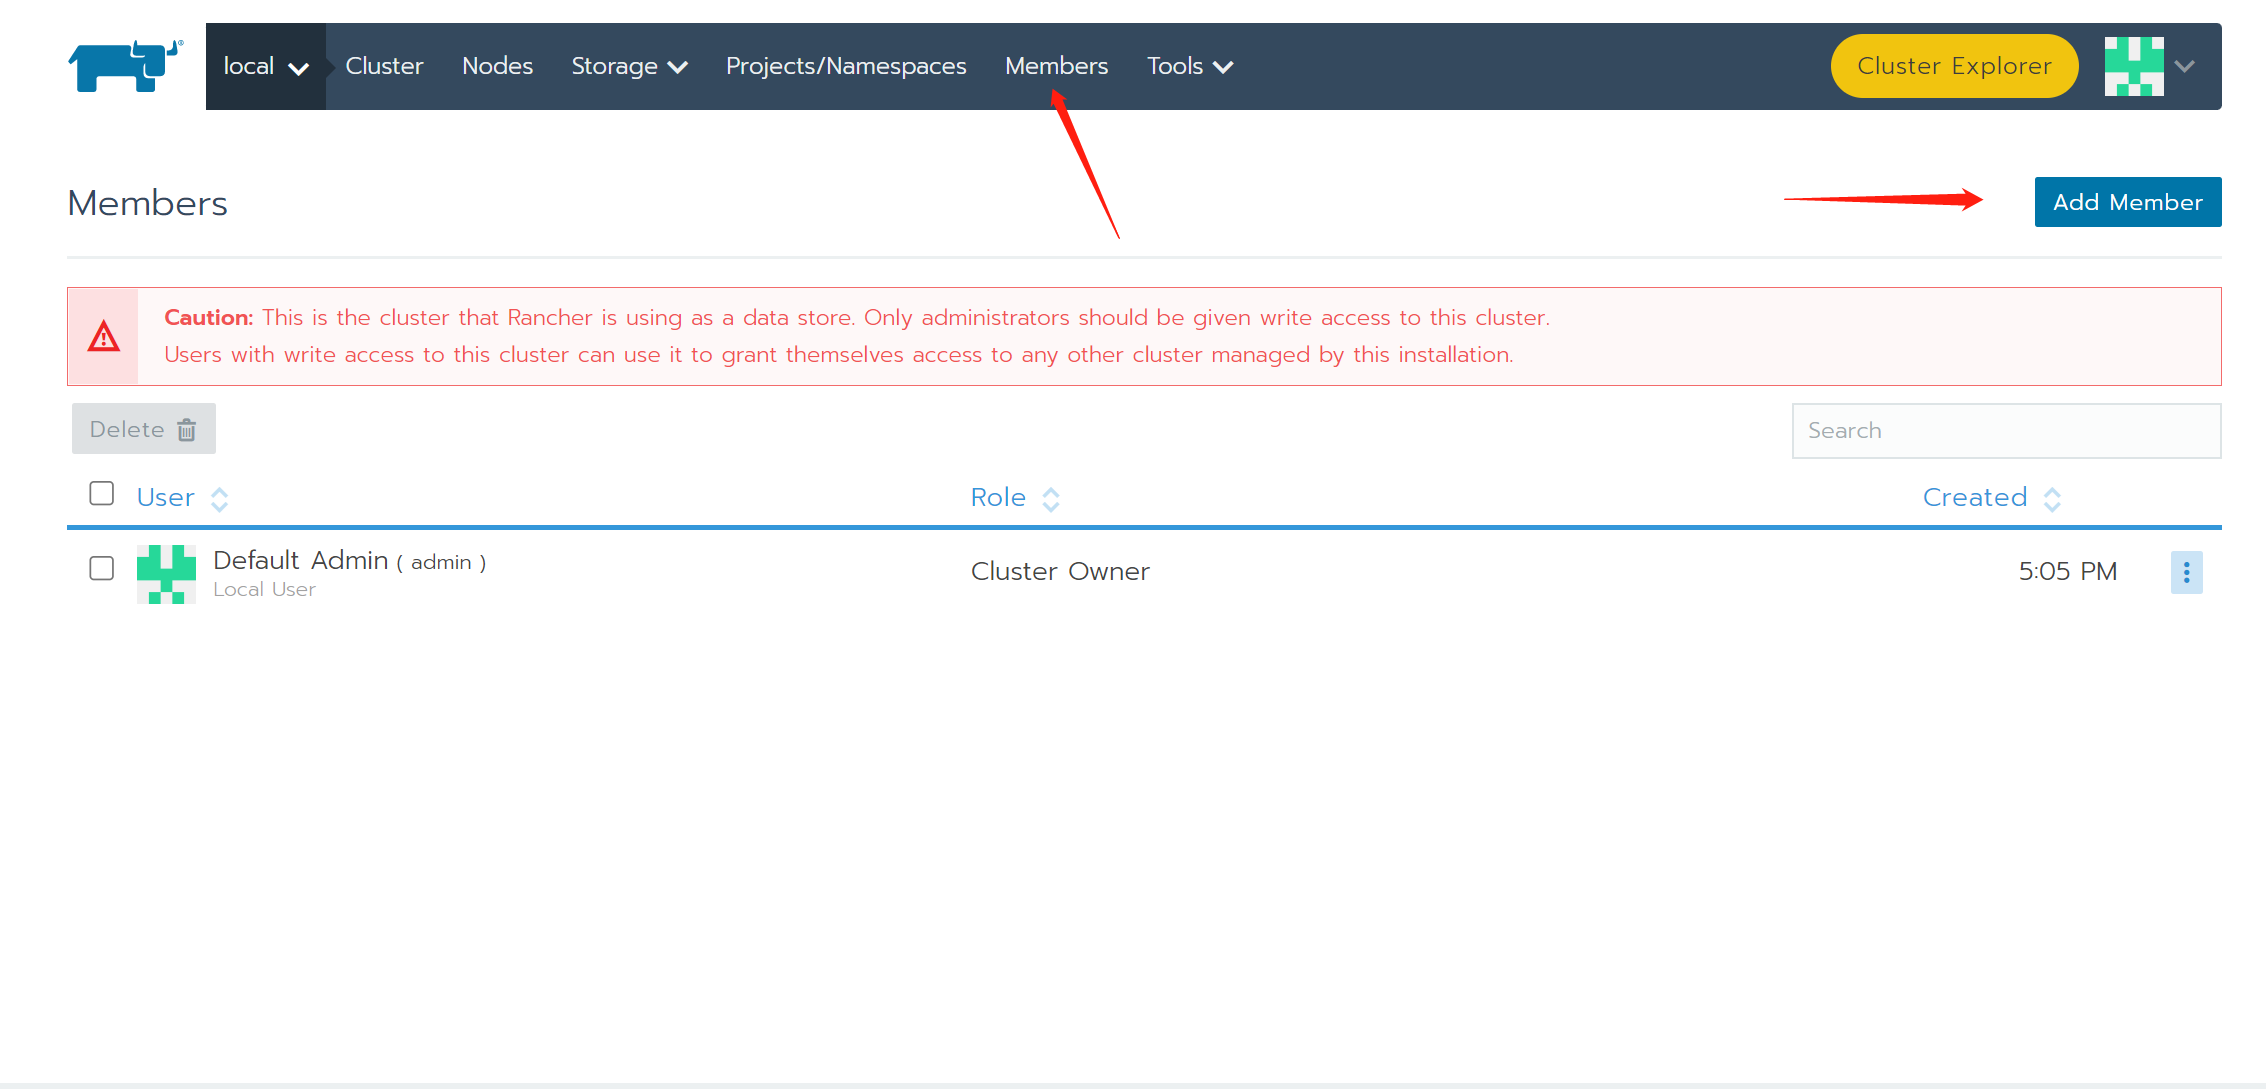 local Cluster Nodes Storage Projects/Namespaces Members Tools Cluster Explorer
Members Add Member
Caution: This is the cluster that Rancher is using as a data store. Only administrators should be given write access to this cluster.
Users with write access to this cluster can use it to grant themselves access to any other cluster managed by this installation.
Delete Search
User Role Created
Default Admin ( admin ) Cluster Owner 5:05 PM
Local User